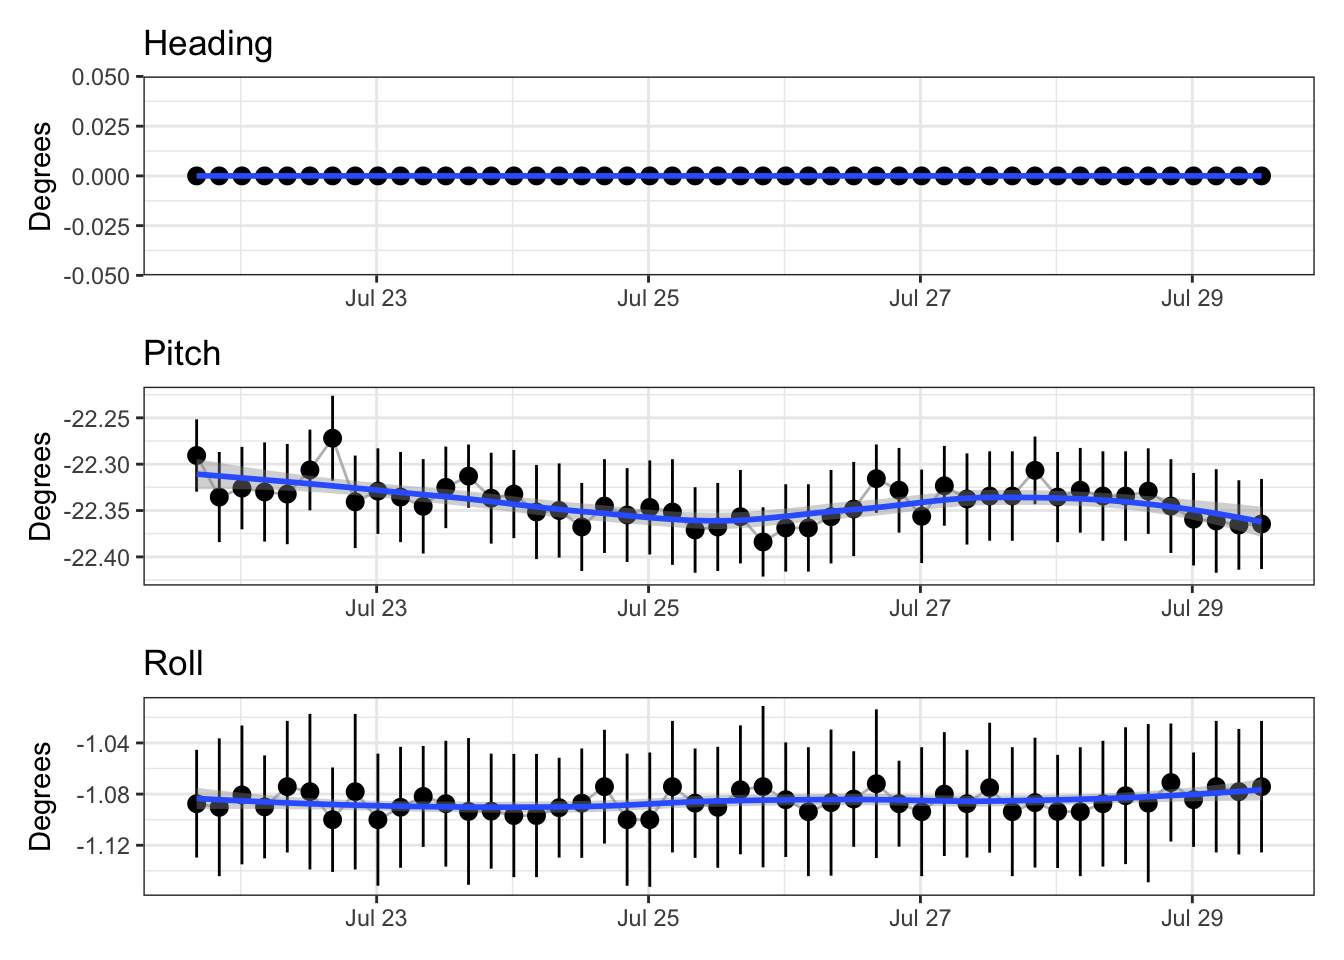 Heading
Degrees
0.050
0.025
0.000
-0.025
-0.050
Jul 23 Jul 25 Jul 27 Jul 29
Pitch
Degrees
-22.25
-22.30
-22.35
-22.40
Jul 23 Jul 25 Jul 27 Jul 29
Roll
Degrees
-1.04
-1.08
-1.12
Jul 23 Jul 25 Jul 27 Jul 29